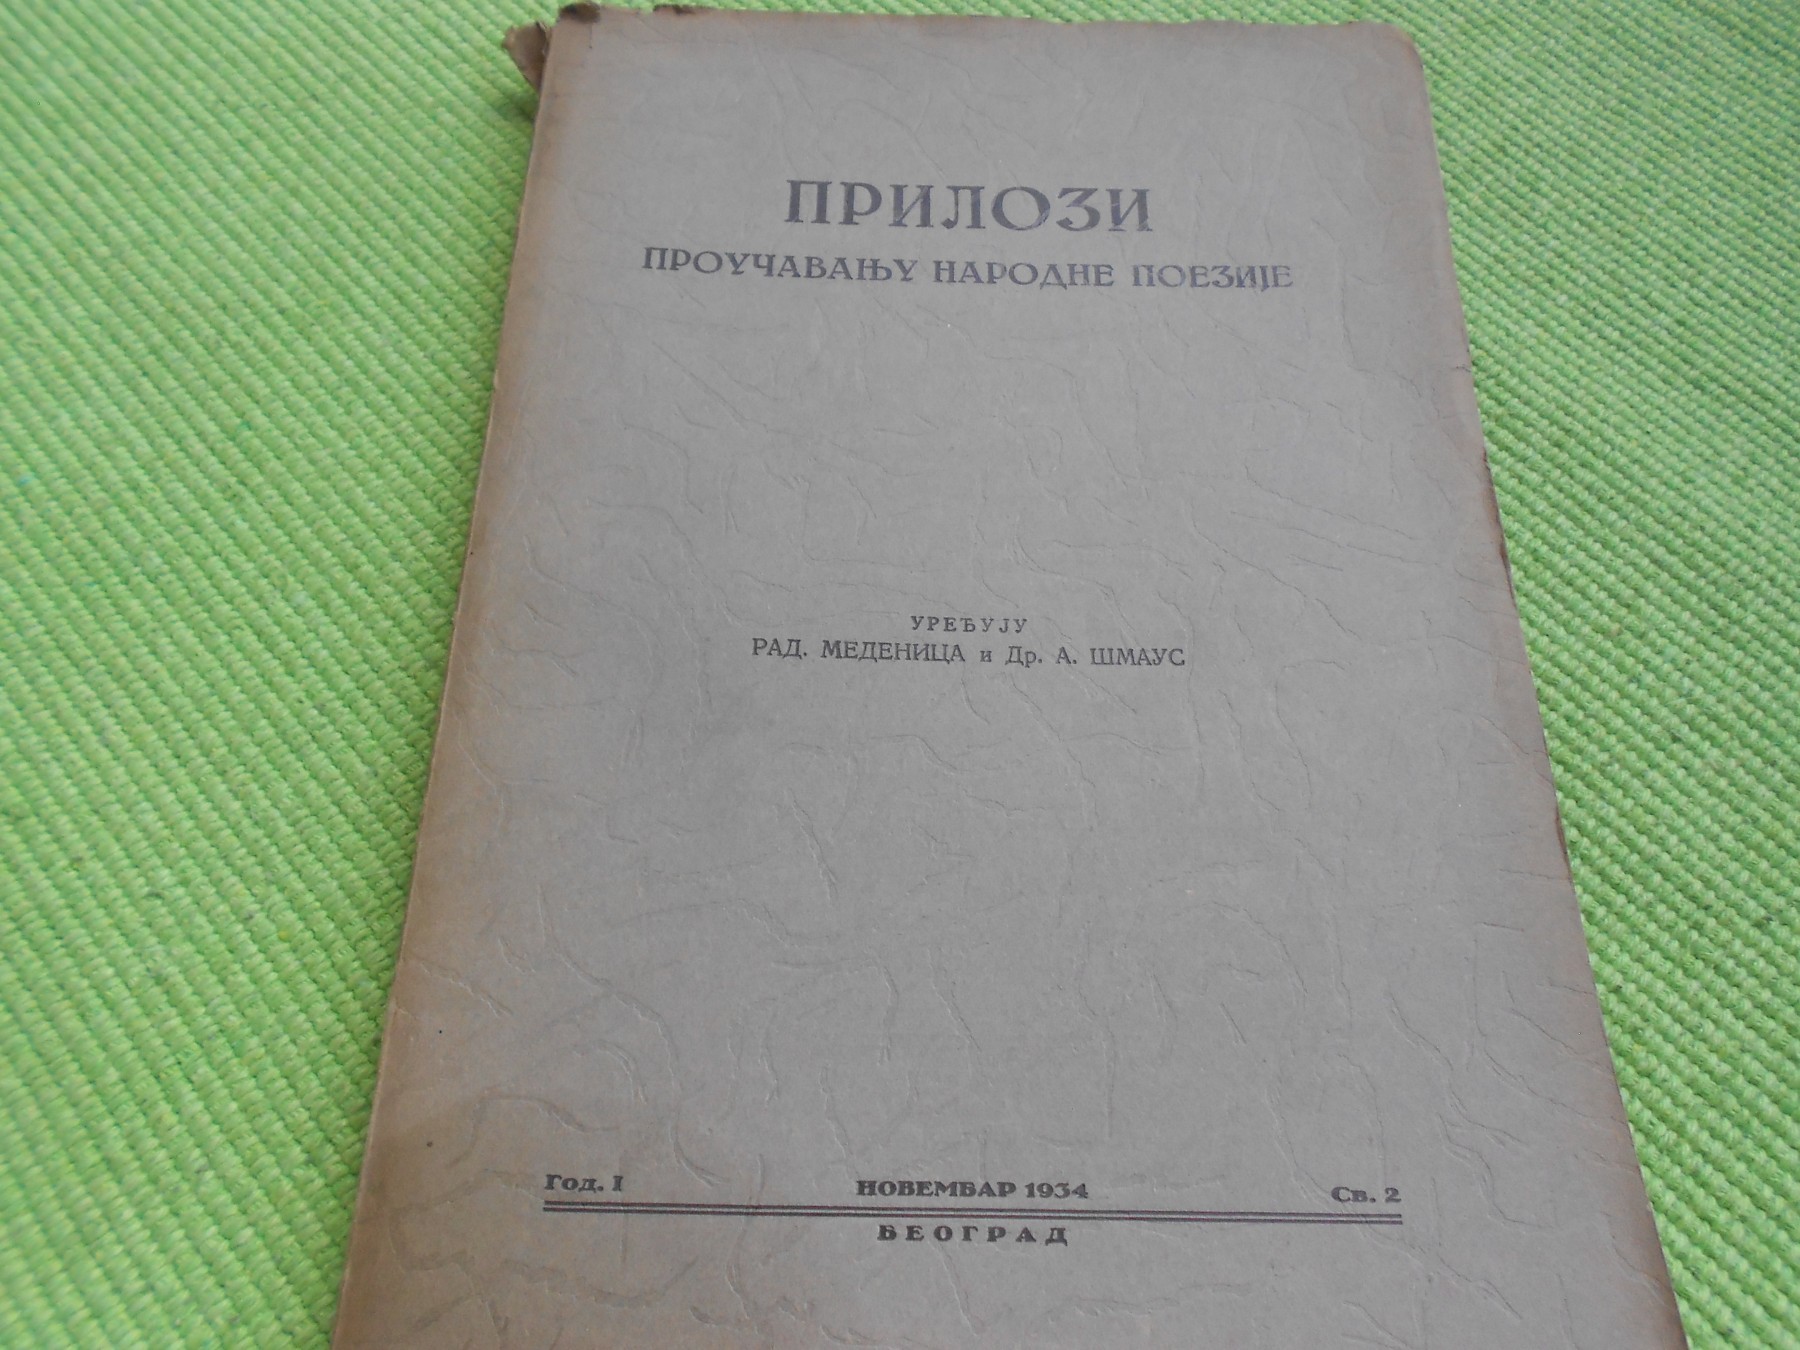 ПРИЛОЗИ
ПРОУЧАВАЊУ НАРОДНЕ ПОЕЗИЈЕ
УРЕЂУЈУ
РАД. МЕДЕНИЦА и Др. А. ШМАУС
Год. I НОВЕМБАР 1934 Св. 2
БЕОГРАД